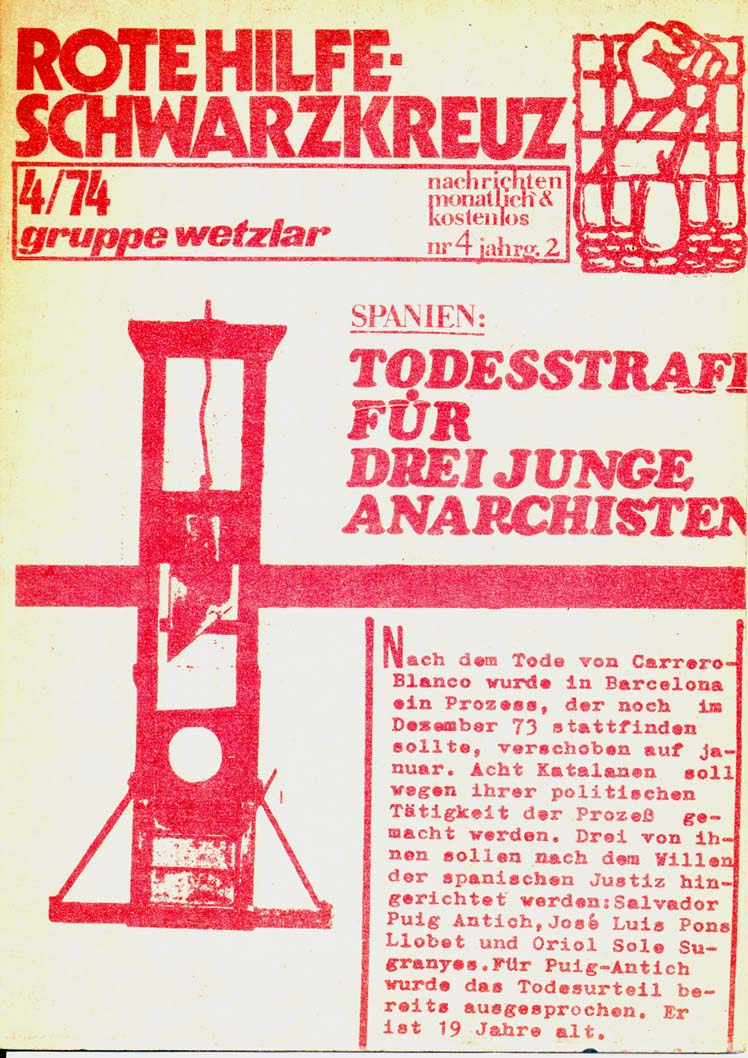 ROTE HILFE-
SCHWARZKREUZ
4/74
gruppe wetzlar
nachrichten
monatlich &
kostenlos
nr 4 jahrg. 2
SPANIEN:
TODESSTRAFE
FÜR
DREI JUNGE
ANARCHISTEN
Nach dem Tode von Carrero-
Blanco wurde in Barcelona
ein Prozess, der noch im
Dezember 73 stattfinden
sollte, verschoben auf ja-
nuar. Acht Katalanen soll
wegen ihrer politischen
Tätigkeit der Prozeß ge-
macht werden. Drei von ih-
nen sollen nach dem Willen
der spanischen Justiz hin-
gerichtet werden:Salvador
Puig Antich,José Luis Pons
Llobet und Oriol Sole Su-
granyes.Für Puig-Antich
wurde das Todesurteil be-
reits ausgesprochen. Er
ist 19 Jahre alt.